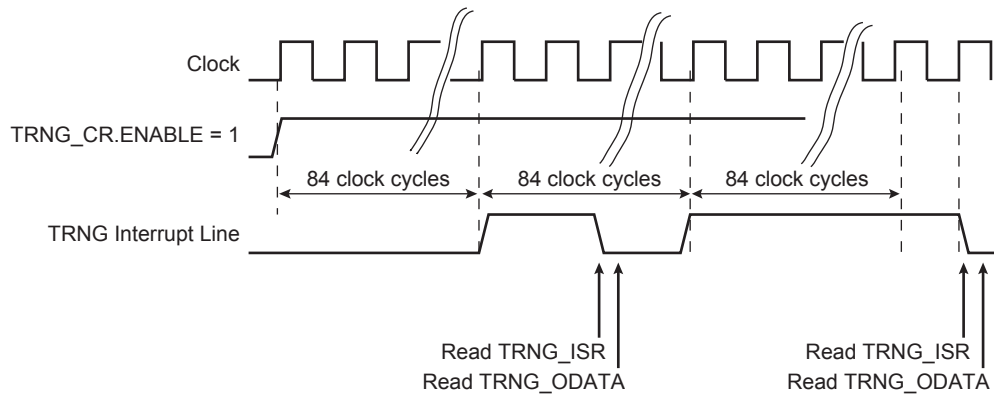 Clock
TRNG_CR.ENABLE = 1
84 clock cycles
84 clock cycles
84 clock cycles
TRNG Interrupt Line
Read TRNG_ISR
Read TRNG_ISR
Read TRNG_ODATA
Read TRNG_ODATA